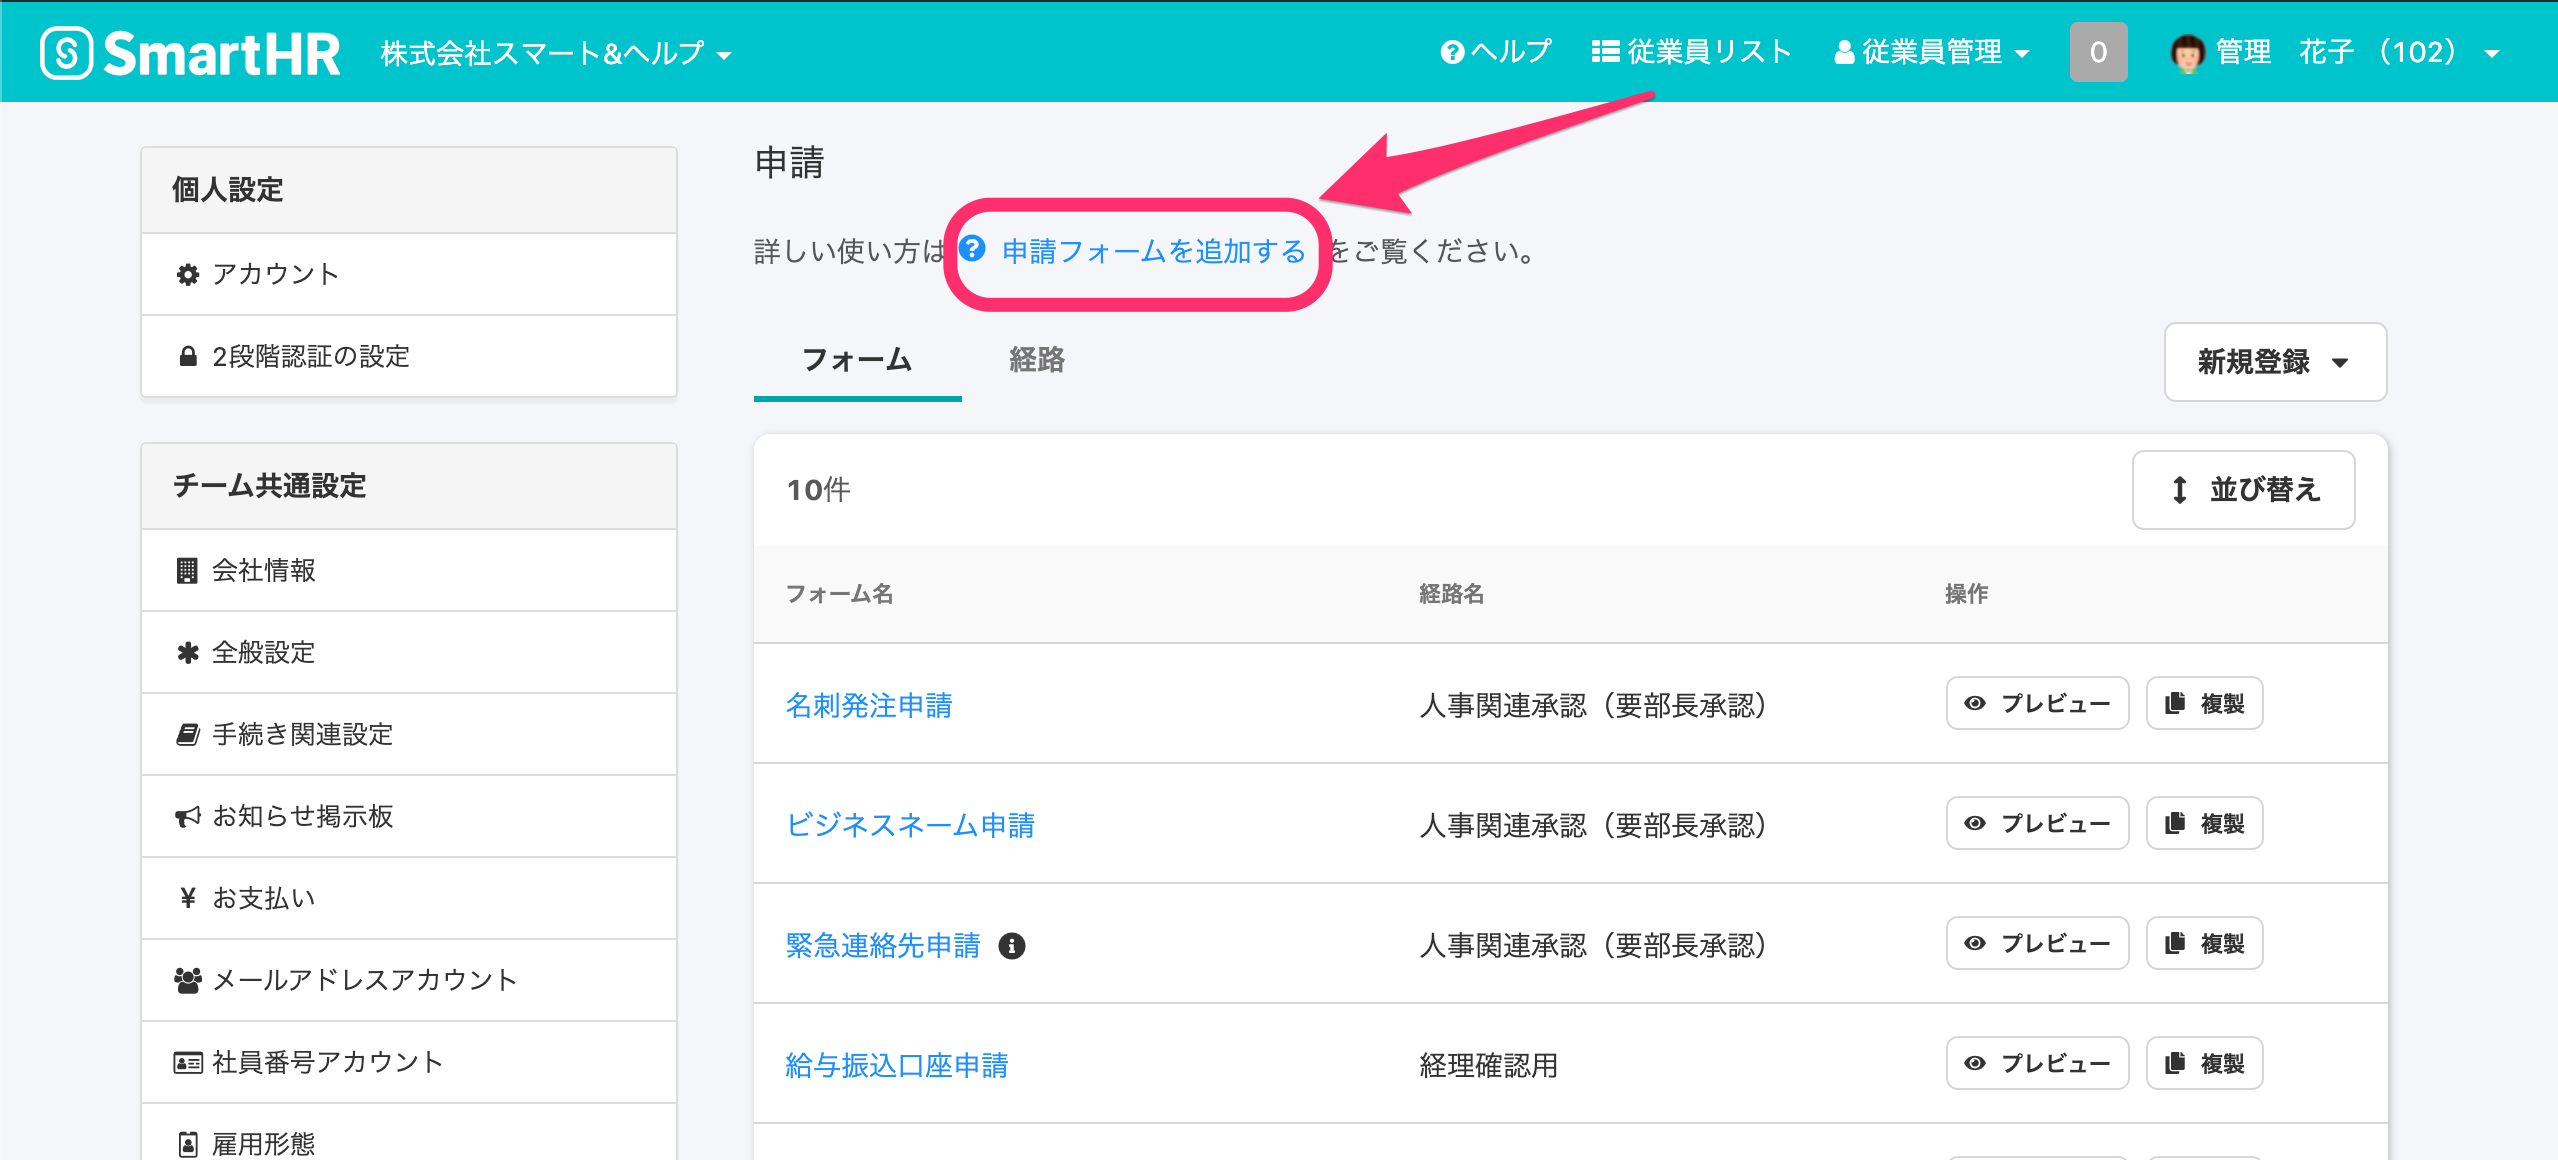 SmartHR 株式会社スマート&ヘルプ ヘルプ 従業員リスト 従業員管理 0 管理 花子 （102）
個人設定
アカウント
2段階認証の設定
チーム共通設定
会社情報
全般設定
手続き関連設定
お知らせ掲示板
¥ お支払い
メールアドレスアカウント
社員番号アカウント
雇用形態
申請
詳しい使い方は 申請フォームを追加する をご覧ください。
フォーム 経路 新規登録
10件 並び替え
フォーム名 経路名 操作
名刺発注申請 人事関連承認（要部長承認） プレビュー 複製
ビジネスネーム申請 人事関連承認（要部長承認） プレビュー 複製
緊急連絡先申請 人事関連承認（要部長承認） プレビュー 複製
給与振込口座申請 経理確認用 プレビュー 複製